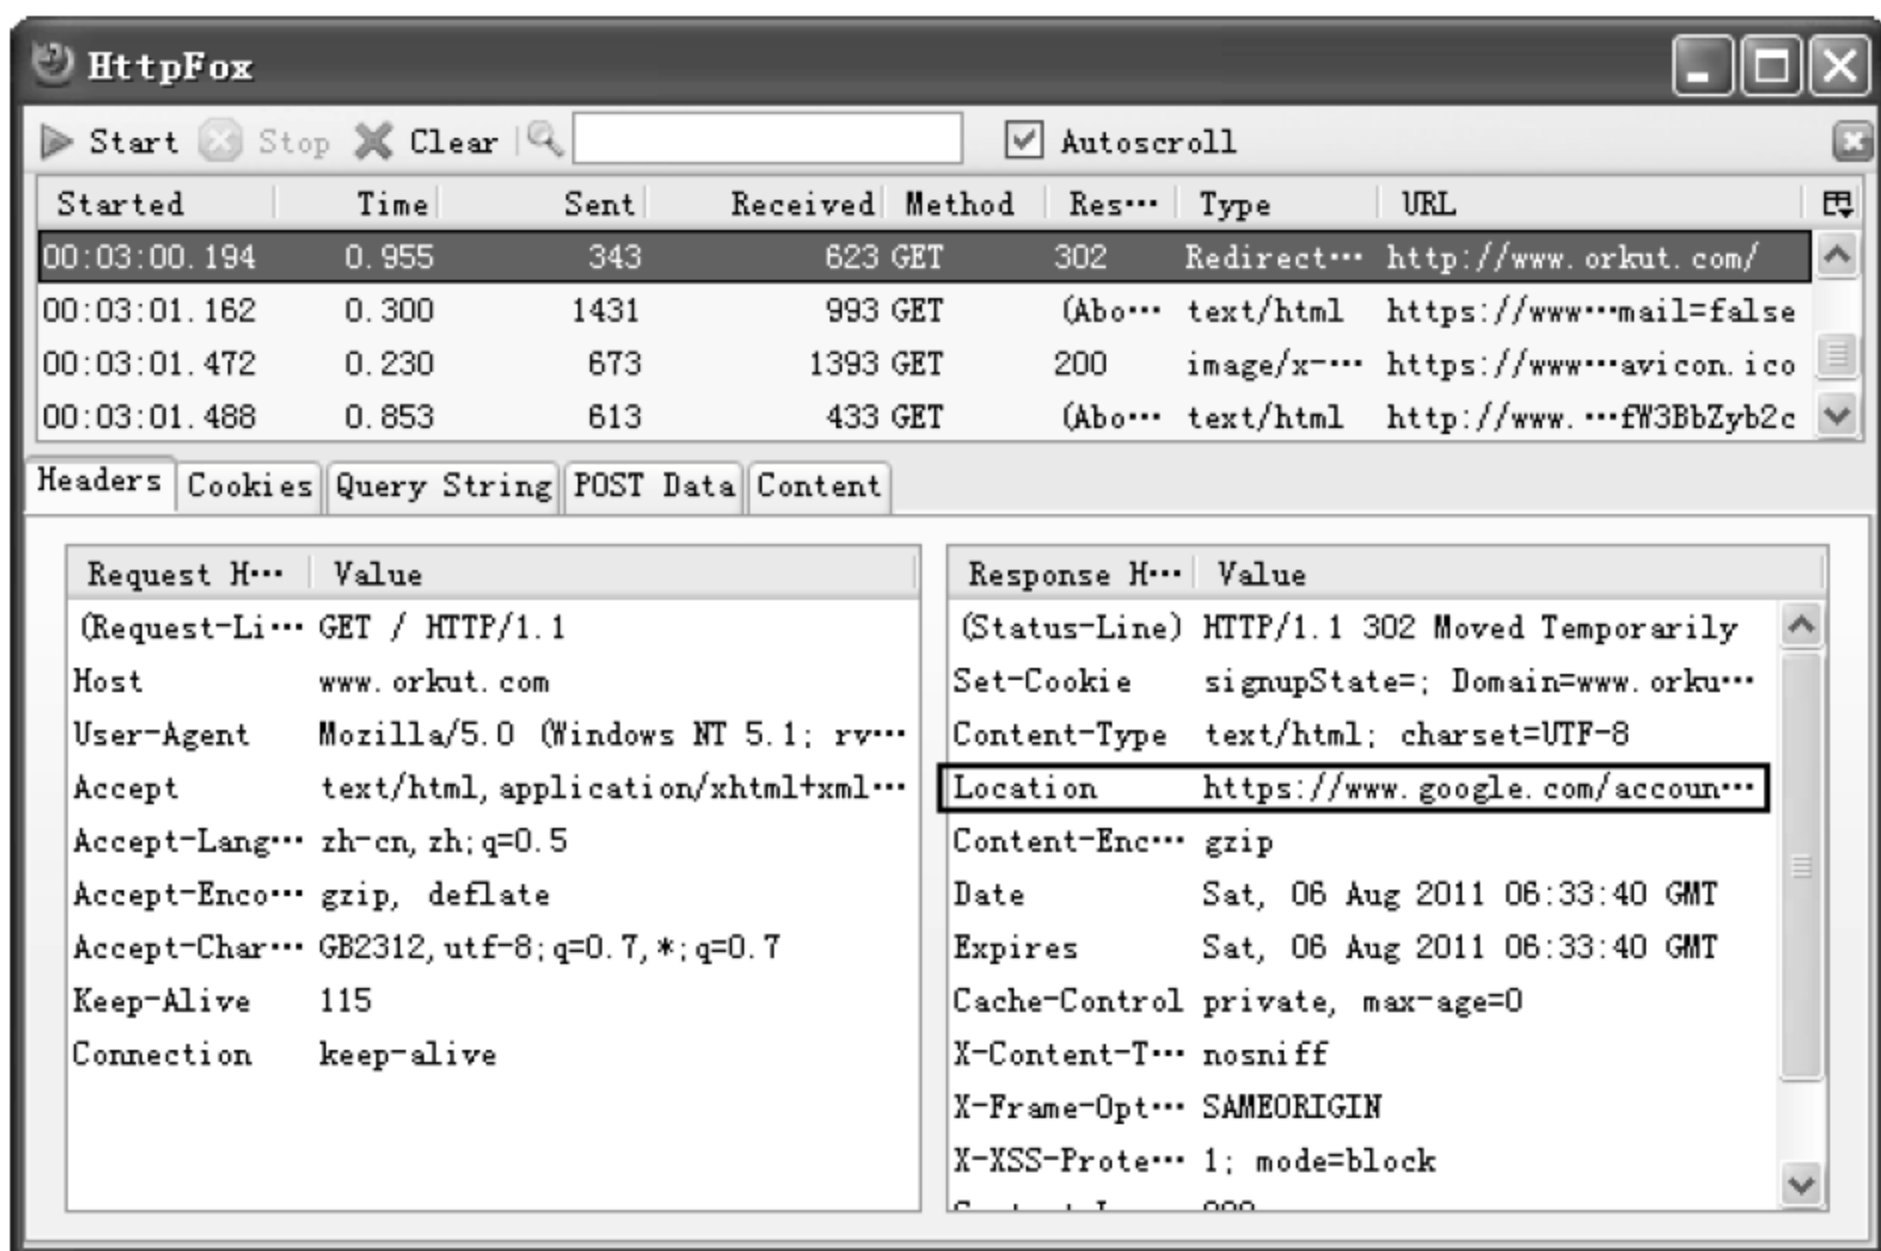 HttpFox
Start Stop Clear Autoscroll
Started Time Sent Received Method Res··· Type URL
00:03:00.194 0.955 343 623 GET 302 Redirect··· http://www.orkut.com/
00:03:01.162 0.300 1431 993 GET (Abo··· text/html https://www···mail=false
00:03:01.472 0.230 673 1393 GET 200 image/x-··· https://www···avicon.ico
00:03:01.488 0.853 613 433 GET (Abo··· text/html http://www.···fW3BbZyb2c
Headers Cookies Query String POST Data Content
Request H··· Value
(Request-Li··· GET / HTTP/1.1
Host www.orkut.com
User-Agent Mozilla/5.0 (Windows NT 5.1; rv···
Accept text/html,application/xhtml+xml···
Accept-Lang··· zh-cn,zh;q=0.5
Accept-Enco··· gzip, deflate
Accept-Char··· GB2312,utf-8;q=0.7,*;q=0.7
Keep-Alive 115
Connection keep-alive
Response H··· Value
(Status-Line) HTTP/1.1 302 Moved Temporarily
Set-Cookie signupState=; Domain=www.orku···
Content-Type text/html; charset=UTF-8
Location https://www.google.com/accoun···
Content-Enc··· gzip
Date Sat, 06 Aug 2011 06:33:40 GMT
Expires Sat, 06 Aug 2011 06:33:40 GMT
Cache-Control private, max-age=0
X-Content-T··· nosniff
X-Frame-Opt··· SAMEORIGIN
X-XSS-Prote··· 1; mode=block